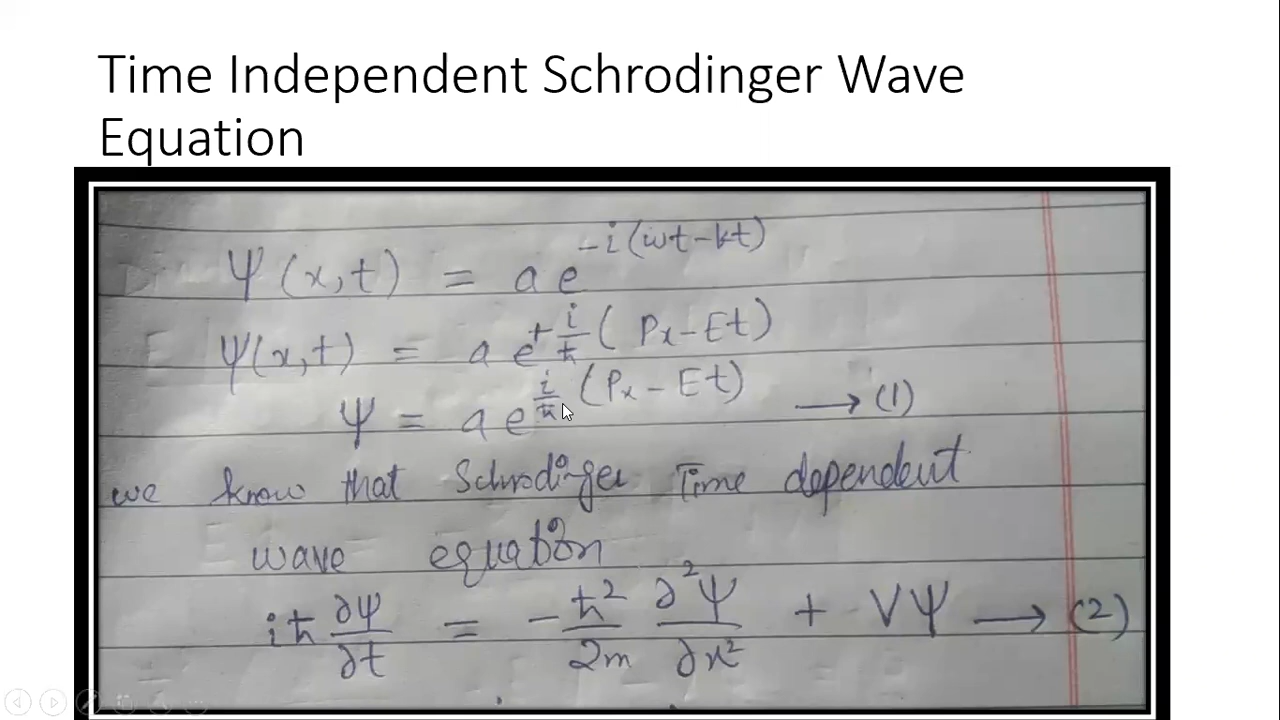 Time Independent Schrodinger Wave
Equation
Ψ(x,t) = a e^{-i(ωt-kt)}
Ψ(x,t) = a e^{+i/ħ (Px-Et)}
Ψ = a e^{i/ħ (Px-Et)} → (1)
we know that Schrodinger Time dependent
wave equation
iħ ∂Ψ/∂t = -ħ²/2m ∂²Ψ/∂x² + VΨ → (2)